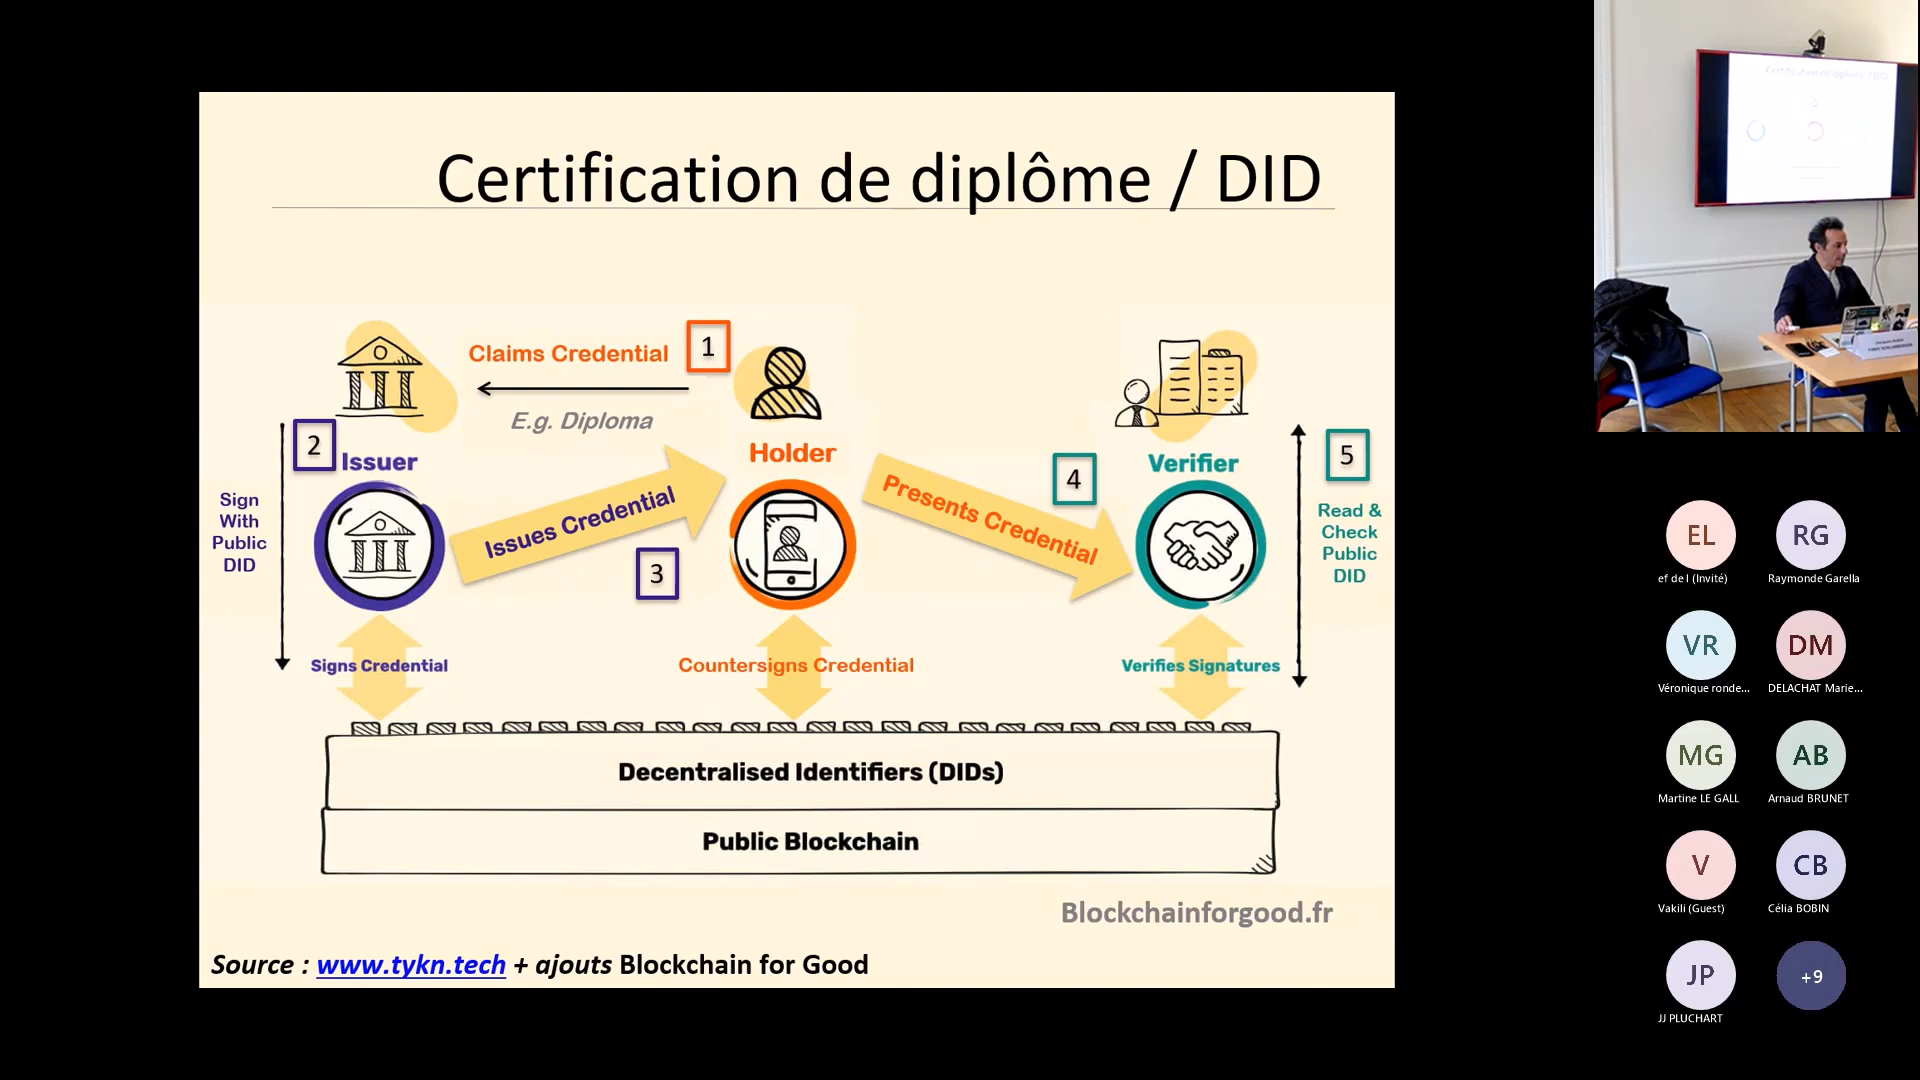 Certification de diplôme / DID
Claims Credential
1
E.g. Diploma
2
Issuer
Holder
Verifier
Sign
With
Public
DID
Issues Credential
3
Presents Credential
4
5
Read &
Check
Public
DID
Signs Credential
Countersigns Credential
Verifies Signatures
Decentralised Identifiers (DIDs)
Public Blockchain
Blockchainforgood.fr
Source : www.tykn.tech + ajouts Blockchain for Good
Certification de diplôme / DID
EL
ef de l (Invité)
RG
Raymonde Garella
VR
Véronique ronde...
DM
DELACHAT Marie...
MG
Martine LE GALL
AB
Arnaud BRUNET
V
Vakili (Guest)
CB
Célia BOBIN
JP
JJ PLUCHART
+9